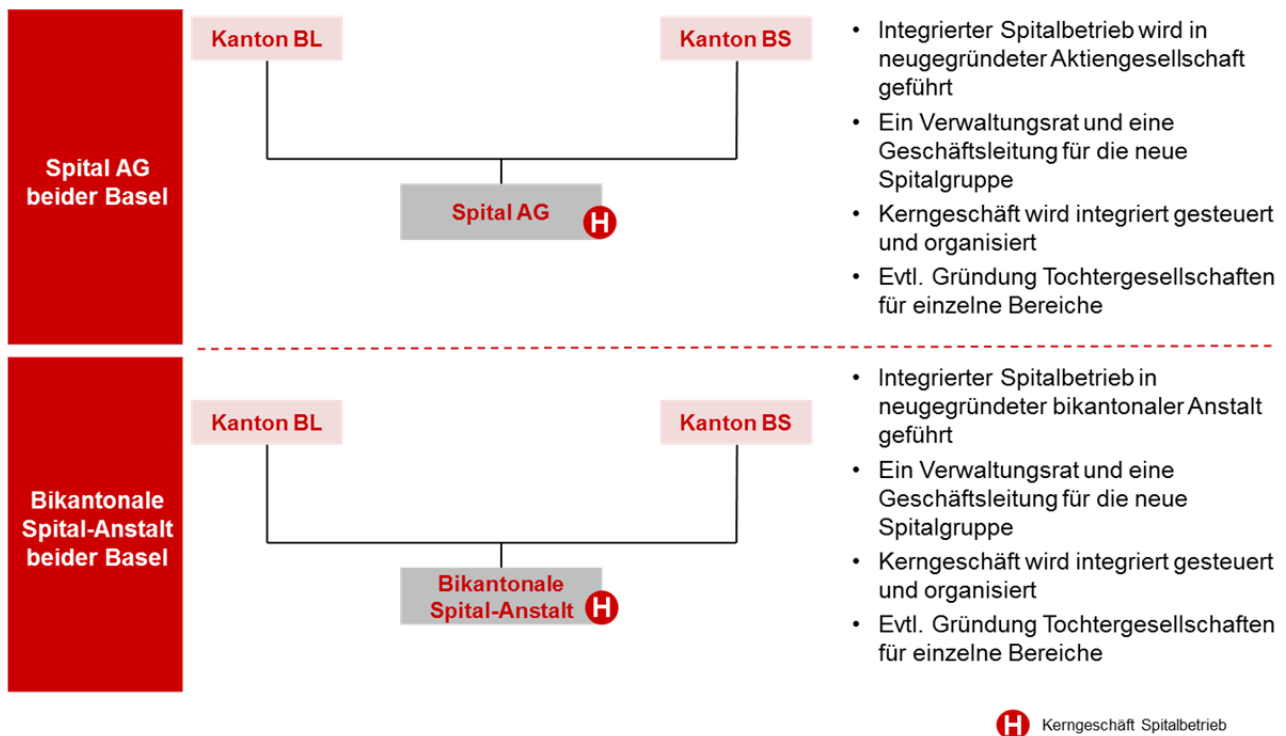 Spital AG
beider Basel
Kanton BL
Kanton BS
Spital AG
H
• Integrierter Spitalbetrieb wird in
neugegründeter Aktiengesellschaft
geführt
• Ein Verwaltungsrat und eine
Geschäftsleitung für die neue
Spitalgruppe
• Kerngeschäft wird integriert gesteuert
und organisiert
• Evtl. Gründung Tochtergesellschaften
für einzelne Bereiche
Bikantonale
Spital-Anstalt
beider Basel
Kanton BL
Kanton BS
Bikantonale
Spital-Anstalt
H
• Integrierter Spitalbetrieb in
neugegründeter bikantonaler Anstalt
geführt
• Ein Verwaltungsrat und eine
Geschäftsleitung für die neue
Spitalgruppe
• Kerngeschäft wird integriert gesteuert
und organisiert
• Evtl. Gründung Tochtergesellschaften
für einzelne Bereiche
H Kerngeschäft Spitalbetrieb